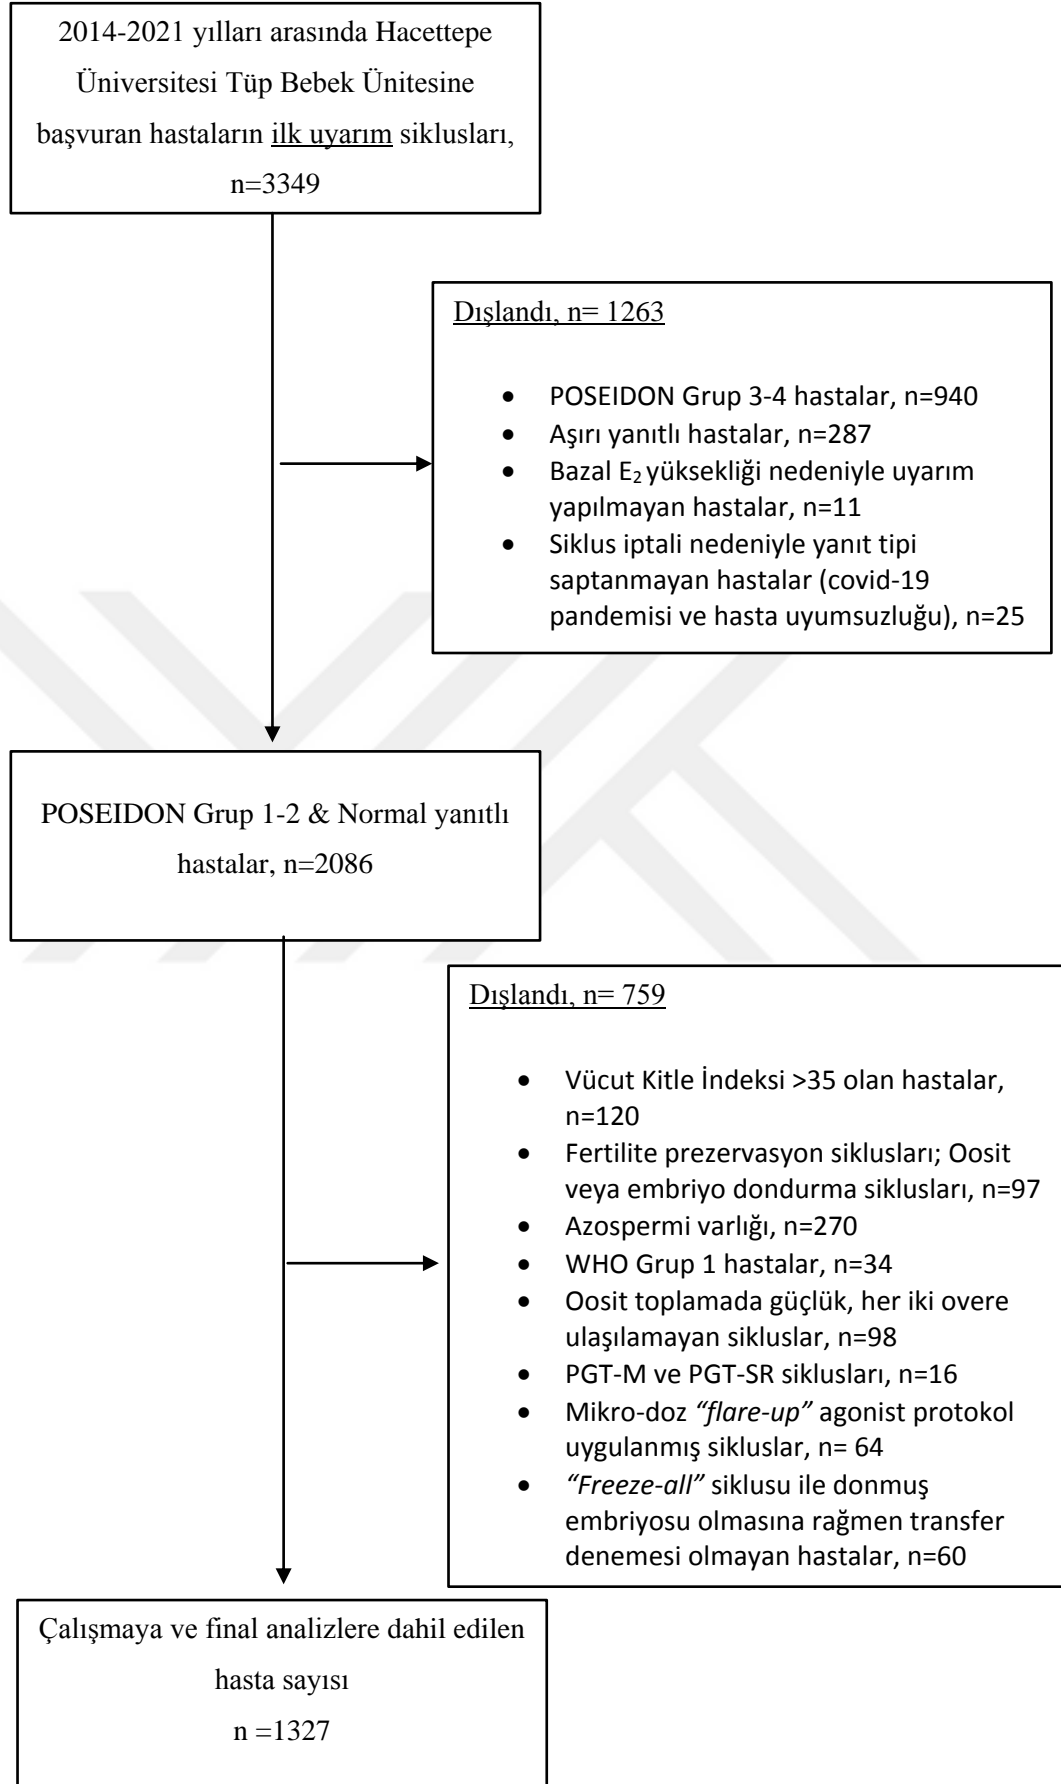 2014-2021 yılları arasında Hacettepe
Üniversitesi Tüp Bebek Ünitesine
başvuran hastaların ilk uyarım siklusları,
n=3349
Dışlandı, n= 1263
• POSEIDON Grup 3-4 hastalar, n=940
• Aşırı yanıtlı hastalar, n=287
• Bazal E₂ yüksekliği nedeniyle uyarım
yapılmayan hastalar, n=11
• Siklus iptali nedeniyle yanıt tipi
saptanmayan hastalar (covid-19
pandemisi ve hasta uyumsuzluğu), n=25
POSEIDON Grup 1-2 & Normal yanıtlı
hastalar, n=2086
Dışlandı, n= 759
• Vücut Kitle İndeksi >35 olan hastalar,
n=120
• Fertilite prezervasyon siklusları; Oosit
veya embriyo dondurma siklusları, n=97
• Azospermi varlığı, n=270
• WHO Grup 1 hastalar, n=34
• Oosit toplamada güçlük, her iki overe
ulaşılamayan sikluslar, n=98
• PGT-M ve PGT-SR siklusları, n=16
• Mikro-doz “flare-up” agonist protokol
uygulanmış sikluslar, n= 64
• “Freeze-all” siklusu ile donmuş
embriyosu olmasına rağmen transfer
denemesi olmayan hastalar, n=60
Çalışmaya ve final analizlere dahil edilen
hasta sayısı
n =1327